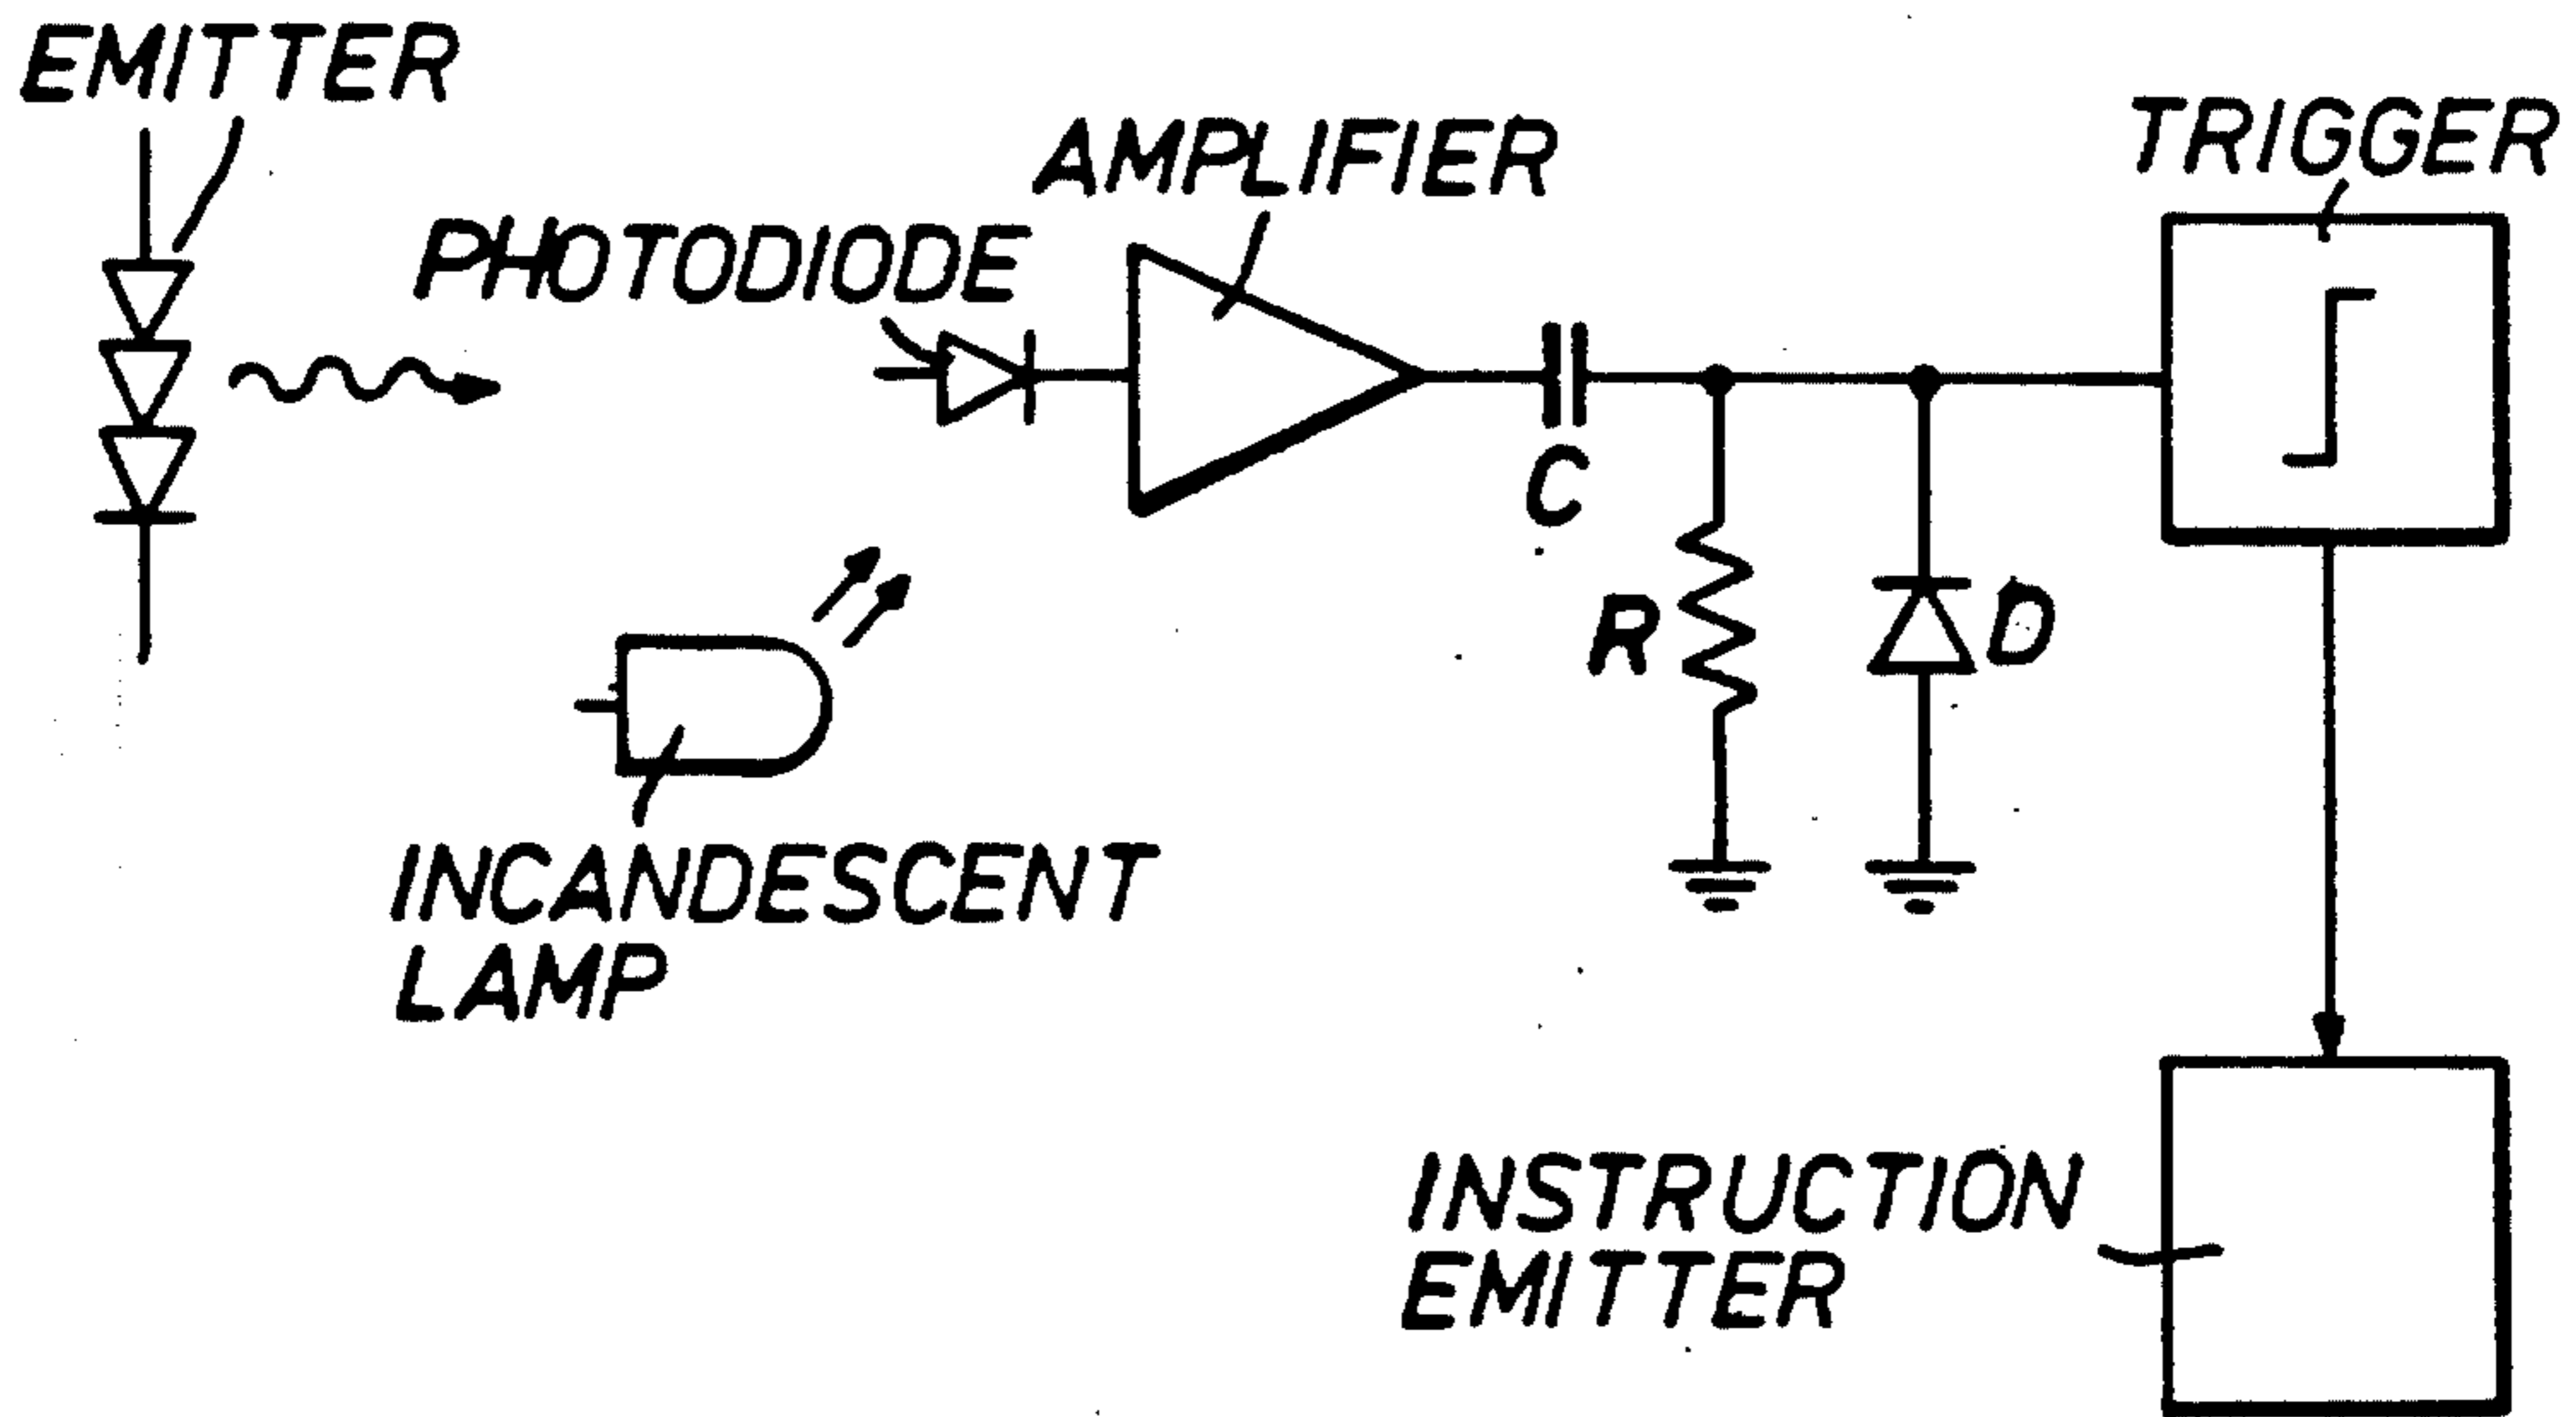 EMITTER
PHOTODIODE
AMPLIFIER
TRIGGER
C
R
D
INCANDESCENT
LAMP
INSTRUCTION
EMITTER